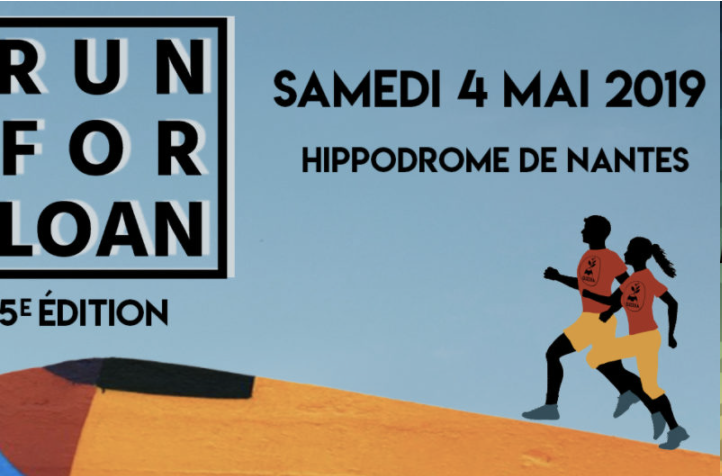 RUN
FOR
LOAN
5E ÉDITION
SAMEDI 4 MAI 2019
HIPPODROME DE NANTES